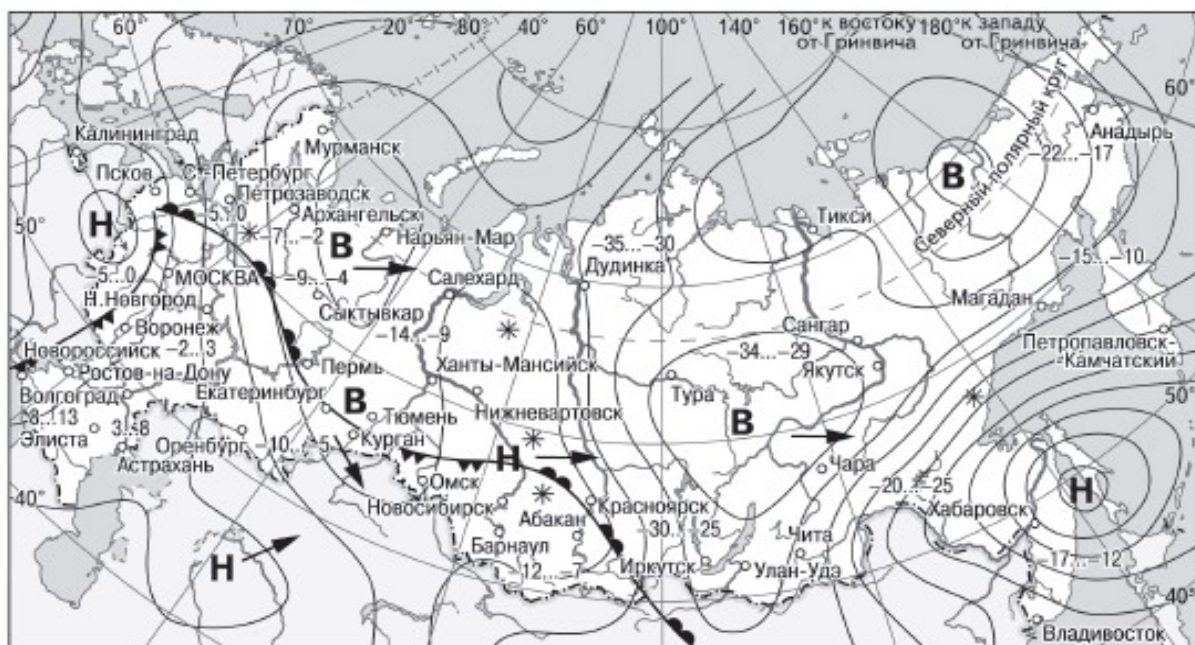 60° 70° 20° 80° 40° 60° 80° 100° 120° 140° 160° к востоку 180° к западу
от Гринвича от Гринвича
60°
Северный полярный круг
Калининград
Мурманск
Анадырь
-22...-17
Псков С.-Петербург
Петрозаводск
В
50°
Н
-5...0
Архангельск
Тикси
-7...-2
В
Нарьян-Мар
-35...-30
-5...0
МОСКВА
-9...-4
Салехард
Дудинка
-15...-10
Н.Новгород
Сыктывкар
Магадан
Воронеж
-14...-9
Сангар
Петропавловск-
-Камчатский
Новороссийск
-2...3
Ханты-Мансийск
-34...-29
Ростов-на-Дону
Пермь
Якутск
Волгоград
Екатеринбург
В
Тюмень
Нижневартовск
Тура
В
50°
8...13
3...8
Элиста
Оренбург
-10...-5
Курган
Н
Чара
Астрахань
-20...-25
Н
40°
Омск
Новосибирск
Красноярск
Хабаровск
Абакан
-30...-25
Барнаул
Чита
Н
-12...-7
Иркутск
Улан-Удэ
-17...-12
40°
Владивосток